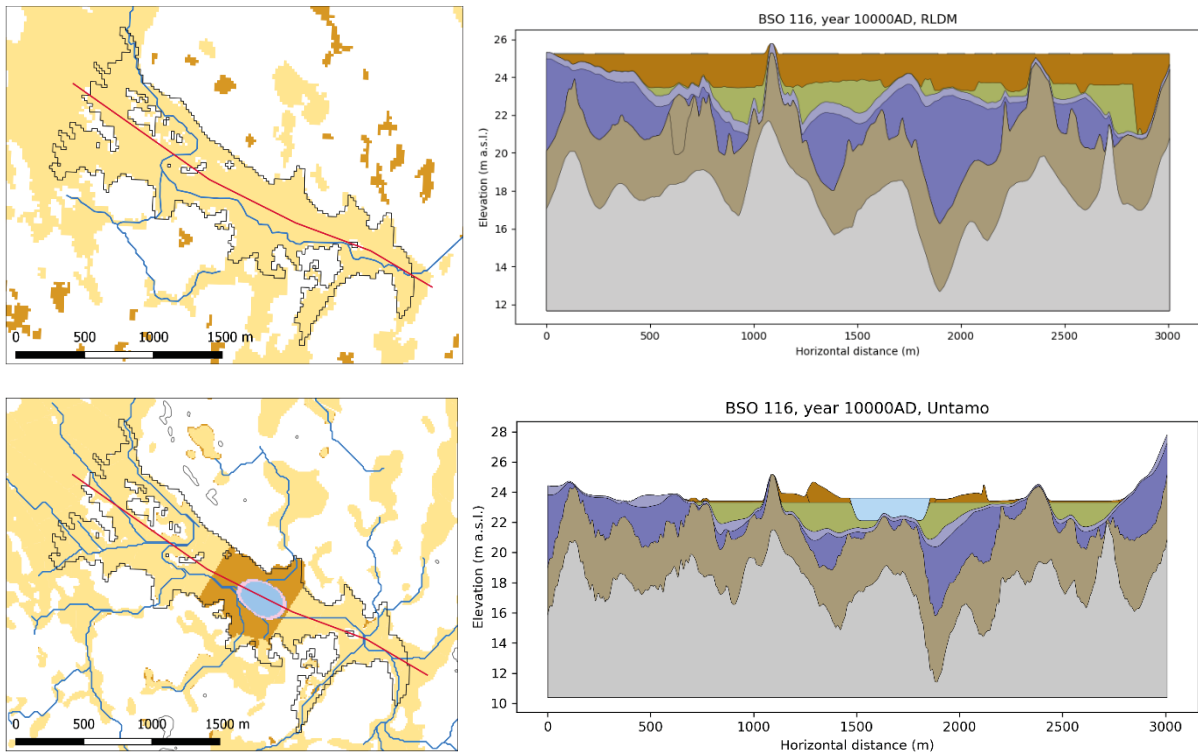 BSO 116, year 10000AD, RLDM
26
24
22
20
18
16
14
12
Elevation (m a.s.l.)
0 500 1000 1500 2000 2500 3000
Horizontal distance (m)
0 500 1000 1500 m
BSO 116, year 10000AD, Untamo
28
26
24
22
20
18
16
14
12
10
Elevation (m a.s.l.)
0 500 1000 1500 2000 2500 3000
Horizontal distance (m)
0 500 1000 1500 m